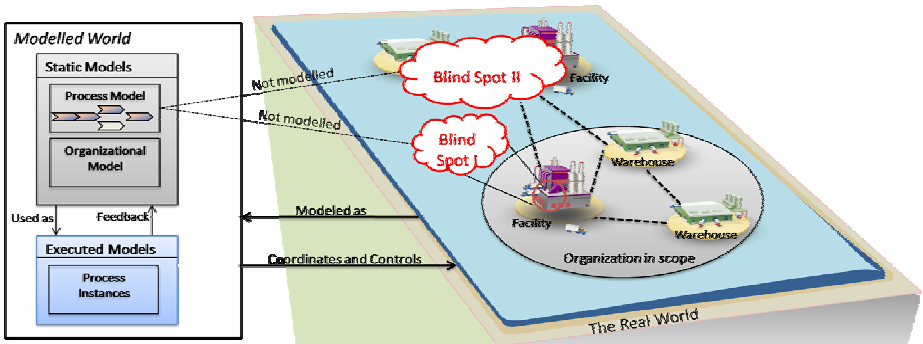 Modelled World
Static Models
Process Model
Organizational
Model
Used as
Feedback
Executed Models
Process
Instances
Not modelled
Not modelled
Modeled as
Coordinates and Controls
Blind Spot II
Facility
Blind
Spot I
Warehouse
Facility
Warehouse
Organization in scope
The Real World